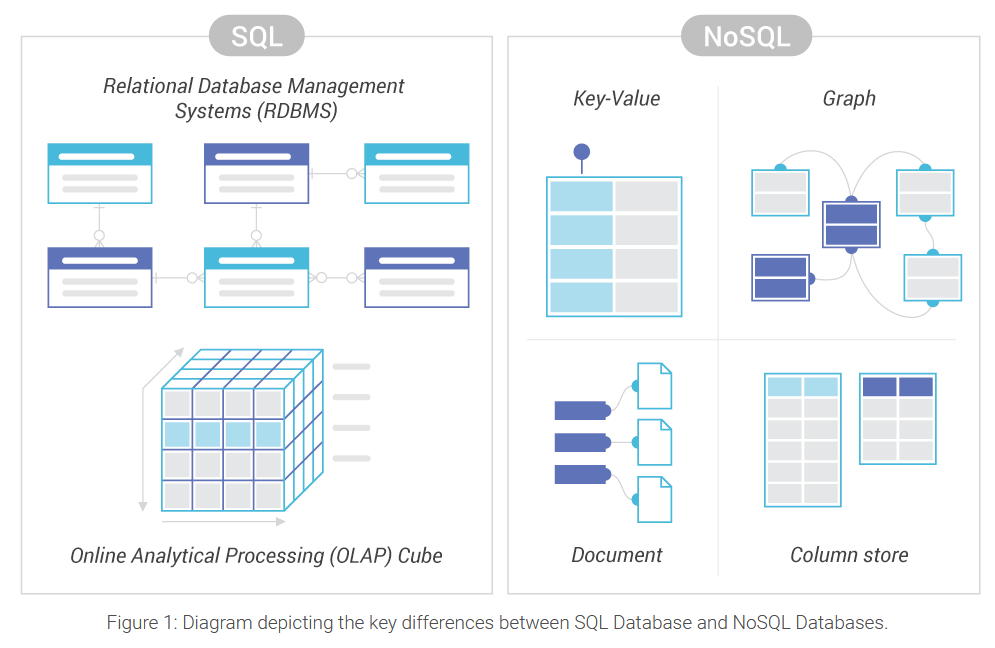 SQL
Relational Database Management
Systems (RDBMS)
Online Analytical Processing (OLAP) Cube
NoSQL
Key-Value
Graph
Document
Column store
Figure 1: Diagram depicting the key differences between SQL Database and NoSQL Databases.